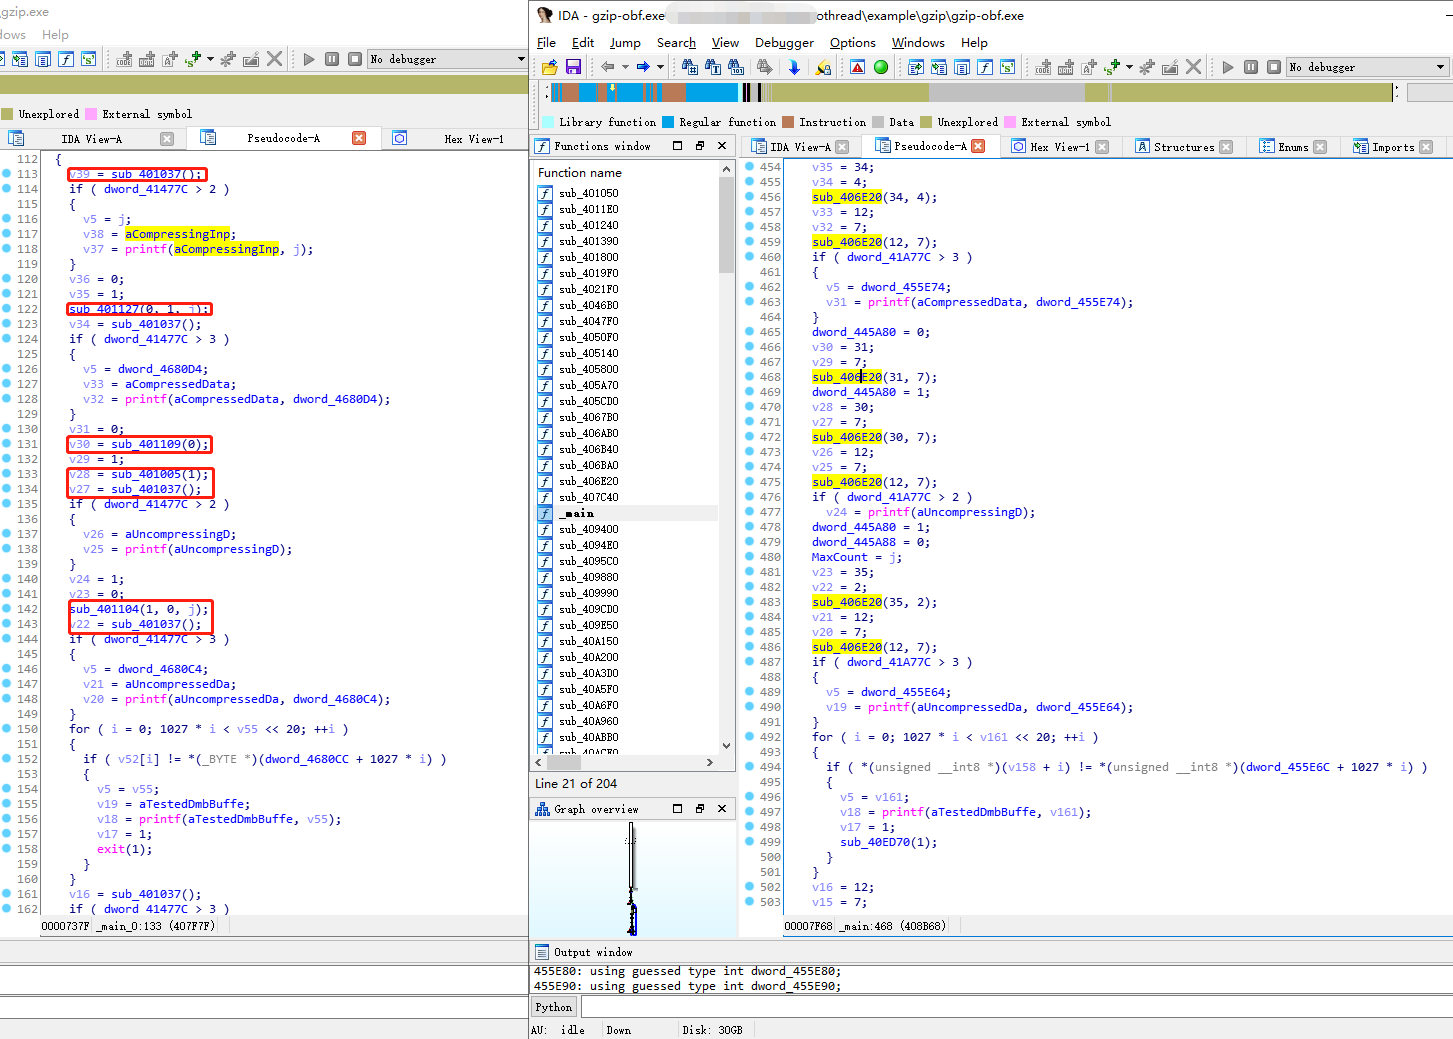 gzip.exe
dows Help
No debugger
Unexplored External symbol
IDA View-A Pseudocode-A Hex View-1
112 {
113 v39 = sub_401037();
114 if ( dword_41477C > 2 )
115 {
116 v5 = j;
117 v38 = aCompressingInp;
118 v37 = printf(aCompressingInp, j);
119 }
120 v36 = 0;
121 v35 = 1;
122 sub_401127(0, 1, j);
123 v34 = sub_401037();
124 if ( dword_41477C > 3 )
125 {
126 v5 = dword_4680D4;
127 v33 = aCompressedData;
128 v32 = printf(aCompressedData, dword_4680D4);
129 }
130 v31 = 0;
131 v30 = sub_401109(0);
132 v29 = 1;
133 v28 = sub_401005(1);
134 v27 = sub_401037();
135 if ( dword_41477C > 2 )
136 {
137 v26 = aUncompressingD;
138 v25 = printf(aUncompressingD);
139 }
140 v24 = 1;
141 v23 = 0;
142 sub_401104(1, 0, j);
143 v22 = sub_401037();
144 if ( dword_41477C > 3 )
145 {
146 v5 = dword_4680C4;
147 v21 = aUncompressedDa;
148 v20 = printf(aUncompressedDa, dword_4680C4);
149 }
150 for ( i = 0; 1027 * i < v55 << 20; ++i )
151 {
152 if ( v52[i] != *(_BYTE *)(dword_4680CC + 1027 * i) )
153 {
154 v5 = v55;
155 v19 = aTestedDmbBuffe;
156 v18 = printf(aTestedDmbBuffe, v55);
157 v17 = 1;
158 exit(1);
159 }
160 }
161 v16 = sub_401037();
162 if ( dword_41477C > 3 )
0000737F _main_0:133 (407F7F)
IDA - gzip-obf.exe othread\example\gzip\gzip-obf.exe
File Edit Jump Search View Debugger Options Windows Help
No debugger
Library function Regular function Instruction Data Unexplored External symbol
Functions window
Function name
sub_401050
sub_4011E0
sub_401240
sub_401390
sub_401800
sub_4019F0
sub_4021F0
sub_4046B0
sub_4047F0
sub_4050F0
sub_405140
sub_405800
sub_405A70
sub_405CD0
sub_4067B0
sub_406AB0
sub_406B40
sub_406BA0
sub_406E20
sub_407C40
_main
sub_409400
sub_4094E0
sub_4095C0
sub_409880
sub_409990
sub_409CD0
sub_409E50
sub_40A150
sub_40A200
sub_40A3D0
sub_40A5F0
sub_40A6F0
sub_40A960
sub_40ABB0
sub_40ACF0
Line 21 of 204
Graph overview
IDA View-A Pseudocode-A Hex View-1 Structures Enums Imports
454 v35 = 34;
455 v34 = 4;
456 sub_406E20(34, 4);
457 v33 = 12;
458 v32 = 7;
459 sub_406E20(12, 7);
460 if ( dword_41A77C > 3 )
461 {
462 v5 = dword_455E74;
463 v31 = printf(aCompressedData, dword_455E74);
464 }
465 dword_445A80 = 0;
466 v30 = 31;
467 v29 = 7;
468 sub_406E20(31, 7);
469 dword_445A80 = 1;
470 v28 = 30;
471 v27 = 7;
472 sub_406E20(30, 7);
473 v26 = 12;
474 v25 = 7;
475 sub_406E20(12, 7);
476 if ( dword_41A77C > 2 )
477 v24 = printf(aUncompressingD);
478 dword_445A80 = 1;
479 dword_445A88 = 0;
480 MaxCount = j;
481 v23 = 35;
482 v22 = 2;
483 sub_406E20(35, 2);
484 v21 = 12;
485 v20 = 7;
486 sub_406E20(12, 7);
487 if ( dword_41A77C > 3 )
488 {
489 v5 = dword_455E64;
490 v19 = printf(aUncompressedDa, dword_455E64);
491 }
492 for ( i = 0; 1027 * i < v161 << 20; ++i )
493 {
494 if ( *(unsigned __int8 *)(v158 + i) != *(unsigned __int8 *)(dword_455E6C + 1027 * i) )
495 {
496 v5 = v161;
497 v18 = printf(aTestedDmbBuffe, v161);
498 v17 = 1;
499 sub_40ED70(1);
500 }
501 }
502 v16 = 12;
503 v15 = 7;
00007F68 _main:468 (408B68)
Output window
455E80: using guessed type int dword_455E80;
455E90: using guessed type int dword_455E90;
Python
AU: idle Down Disk: 30GB